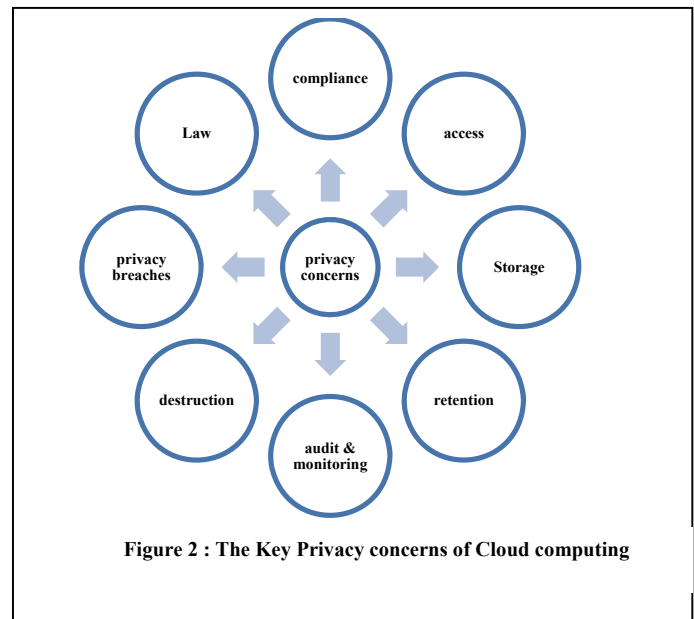 compliance
Law
access
privacy
breaches
privacy
concerns
Storage
destruction
retention
audit &
monitoring
Figure 2 : The Key Privacy concerns of Cloud computing